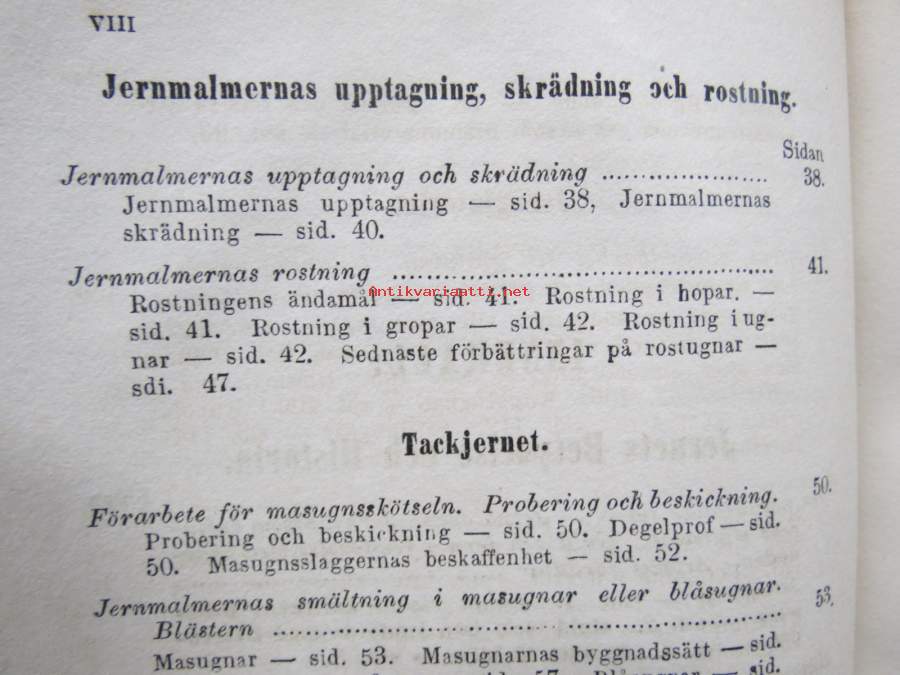 VIII
Jernmalmernas upptagning, skrädning och rostning.
Sidan
Jernmalmernas upptagning och skrädning ..................... 38.
Jernmalmernas upptagning — sid. 38, Jernmalmernas
skrädning — sid. 40.
Jernmalmernas rostning ................................................ 41.
antikvariaatti.net
Rostningens ändamål — sid. 41. Rostning i hopar. —
sid. 41. Rostning i gropar — sid. 42. Rostning i ug-
nar — sid. 42. Sednaste förbättringar på rostugnar —
sdi. 47.
Tackjernet.
Förarbete för masugnsskötseln. Probering och beskickning. 50.
Probering och beskickning — sid. 50. Degelprof — sid.
50. Masugnsslaggernas beskaffenhet — sid. 52.
Jernmalmernas smältning i masugnar eller blåsugnar.
Blästern ................................................................ 53.
Masugnar — sid. 53. Masugnarnas byggnadssätt — sid.
sid.